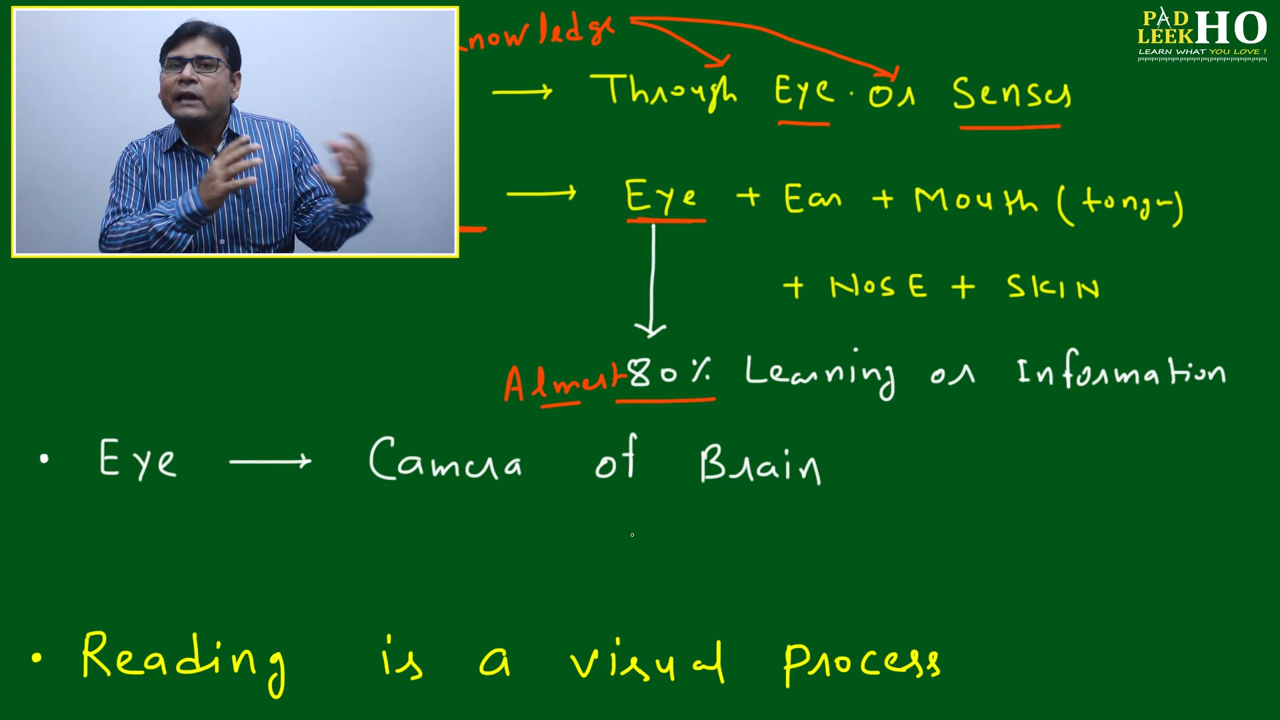 PAD HO
LEEK
LEARN WHAT YOU LOVE !
knowledge
→ Through Eye. Or Senses
→ Eye + Ear + Mouth (tongue)
+ NOSE + SKIN
Almost 80% Learning or Information
• Eye → Camera of Brain
• Reading is a visual process